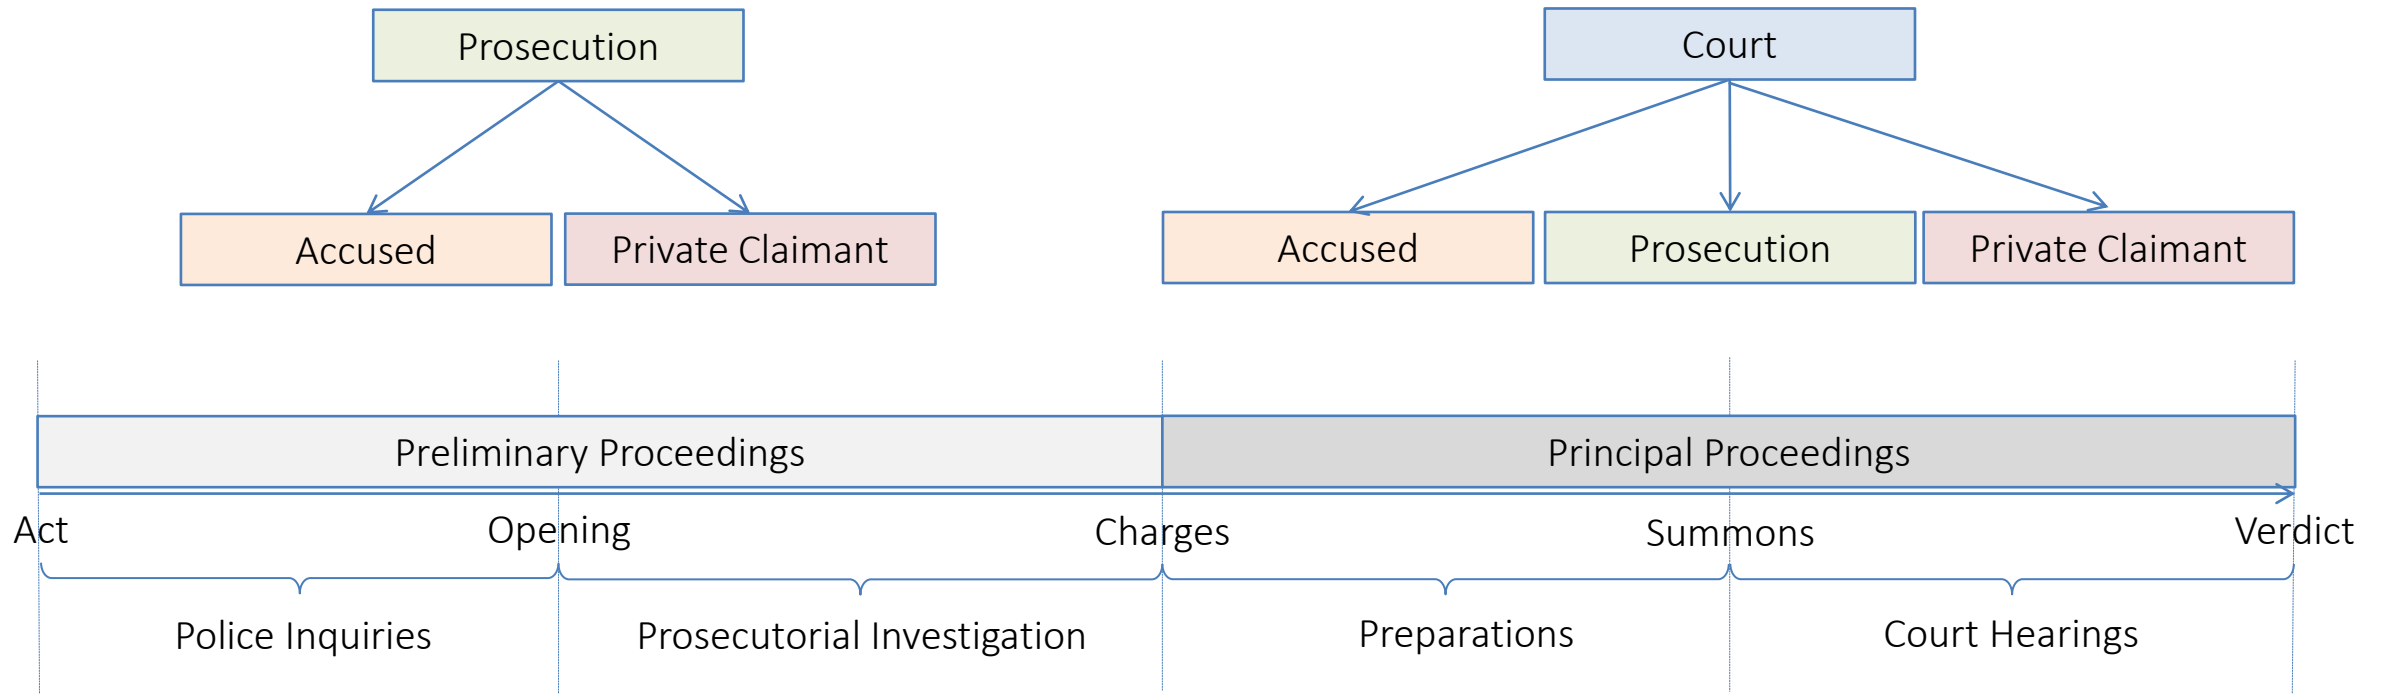 Prosecution
Court
Accused
Private Claimant
Accused
Prosecution
Private Claimant
Preliminary Proceedings
Principal Proceedings
Act
Opening
Charges
Summons
Verdict
Police Inquiries
Prosecutorial Investigation
Preparations
Court Hearings